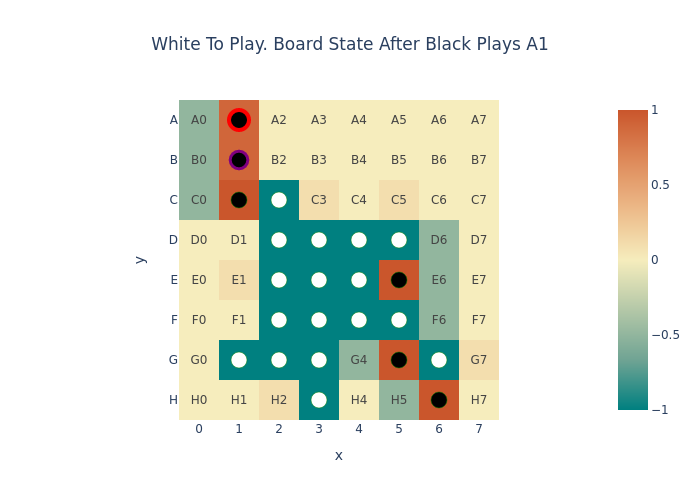 White To Play. Board State After Black Plays A1
A A0 A2 A3 A4 A5 A6 A7
B B0 B2 B3 B4 B5 B6 B7
C C0 C3 C4 C5 C6 C7
D D0 D1 D6 D7
E E0 E1 E6 E7
F F0 F1 F6 F7
G G0 G4 G7
H H0 H1 H2 H4 H5 H7
0 1 2 3 4 5 6 7
x
y
1
0.5
0
−0.5
−1